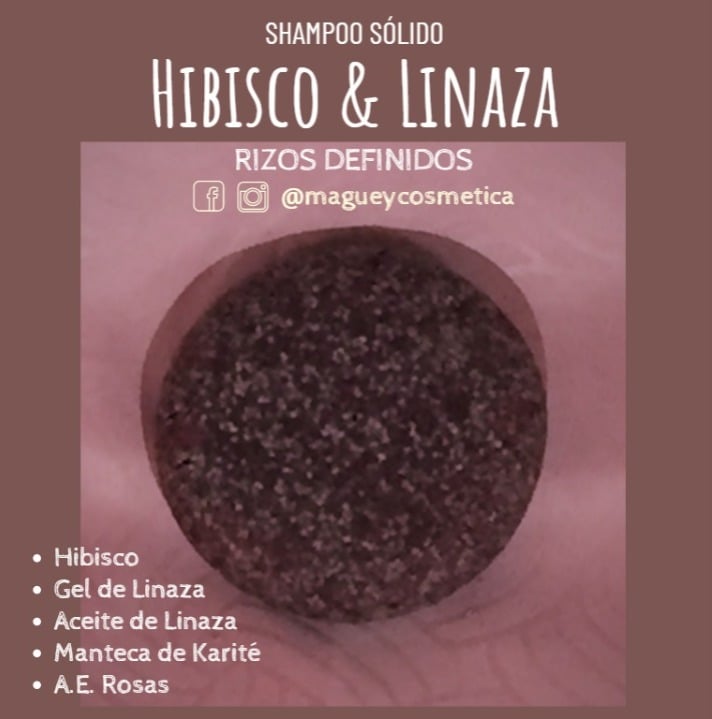 SHAMPOO SÓLIDO
HIBISCO & LINAZA
RIZOS DEFINIDOS
@magueycosmetica
• Hibisco
• Gel de Linaza
• Aceite de Linaza
• Manteca de Karité
• A.E. Rosas